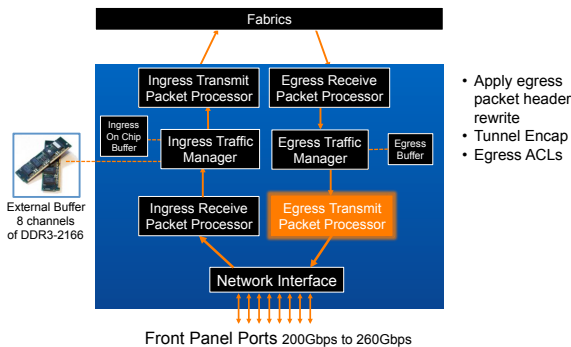 Fabrics
Ingress Transmit
Packet Processor
Egress Receive
Packet Processor
Ingress
On Chip
Buffer
Ingress Traffic
Manager
Egress Traffic
Manager
Egress
Buffer
External Buffer
8 channels
of DDR3-2166
Ingress Receive
Packet Processor
Egress Transmit
Packet Processor
Network Interface
Front Panel Ports 200Gbps to 260Gbps
• Apply egress
packet header
rewrite
• Tunnel Encap
• Egress ACLs